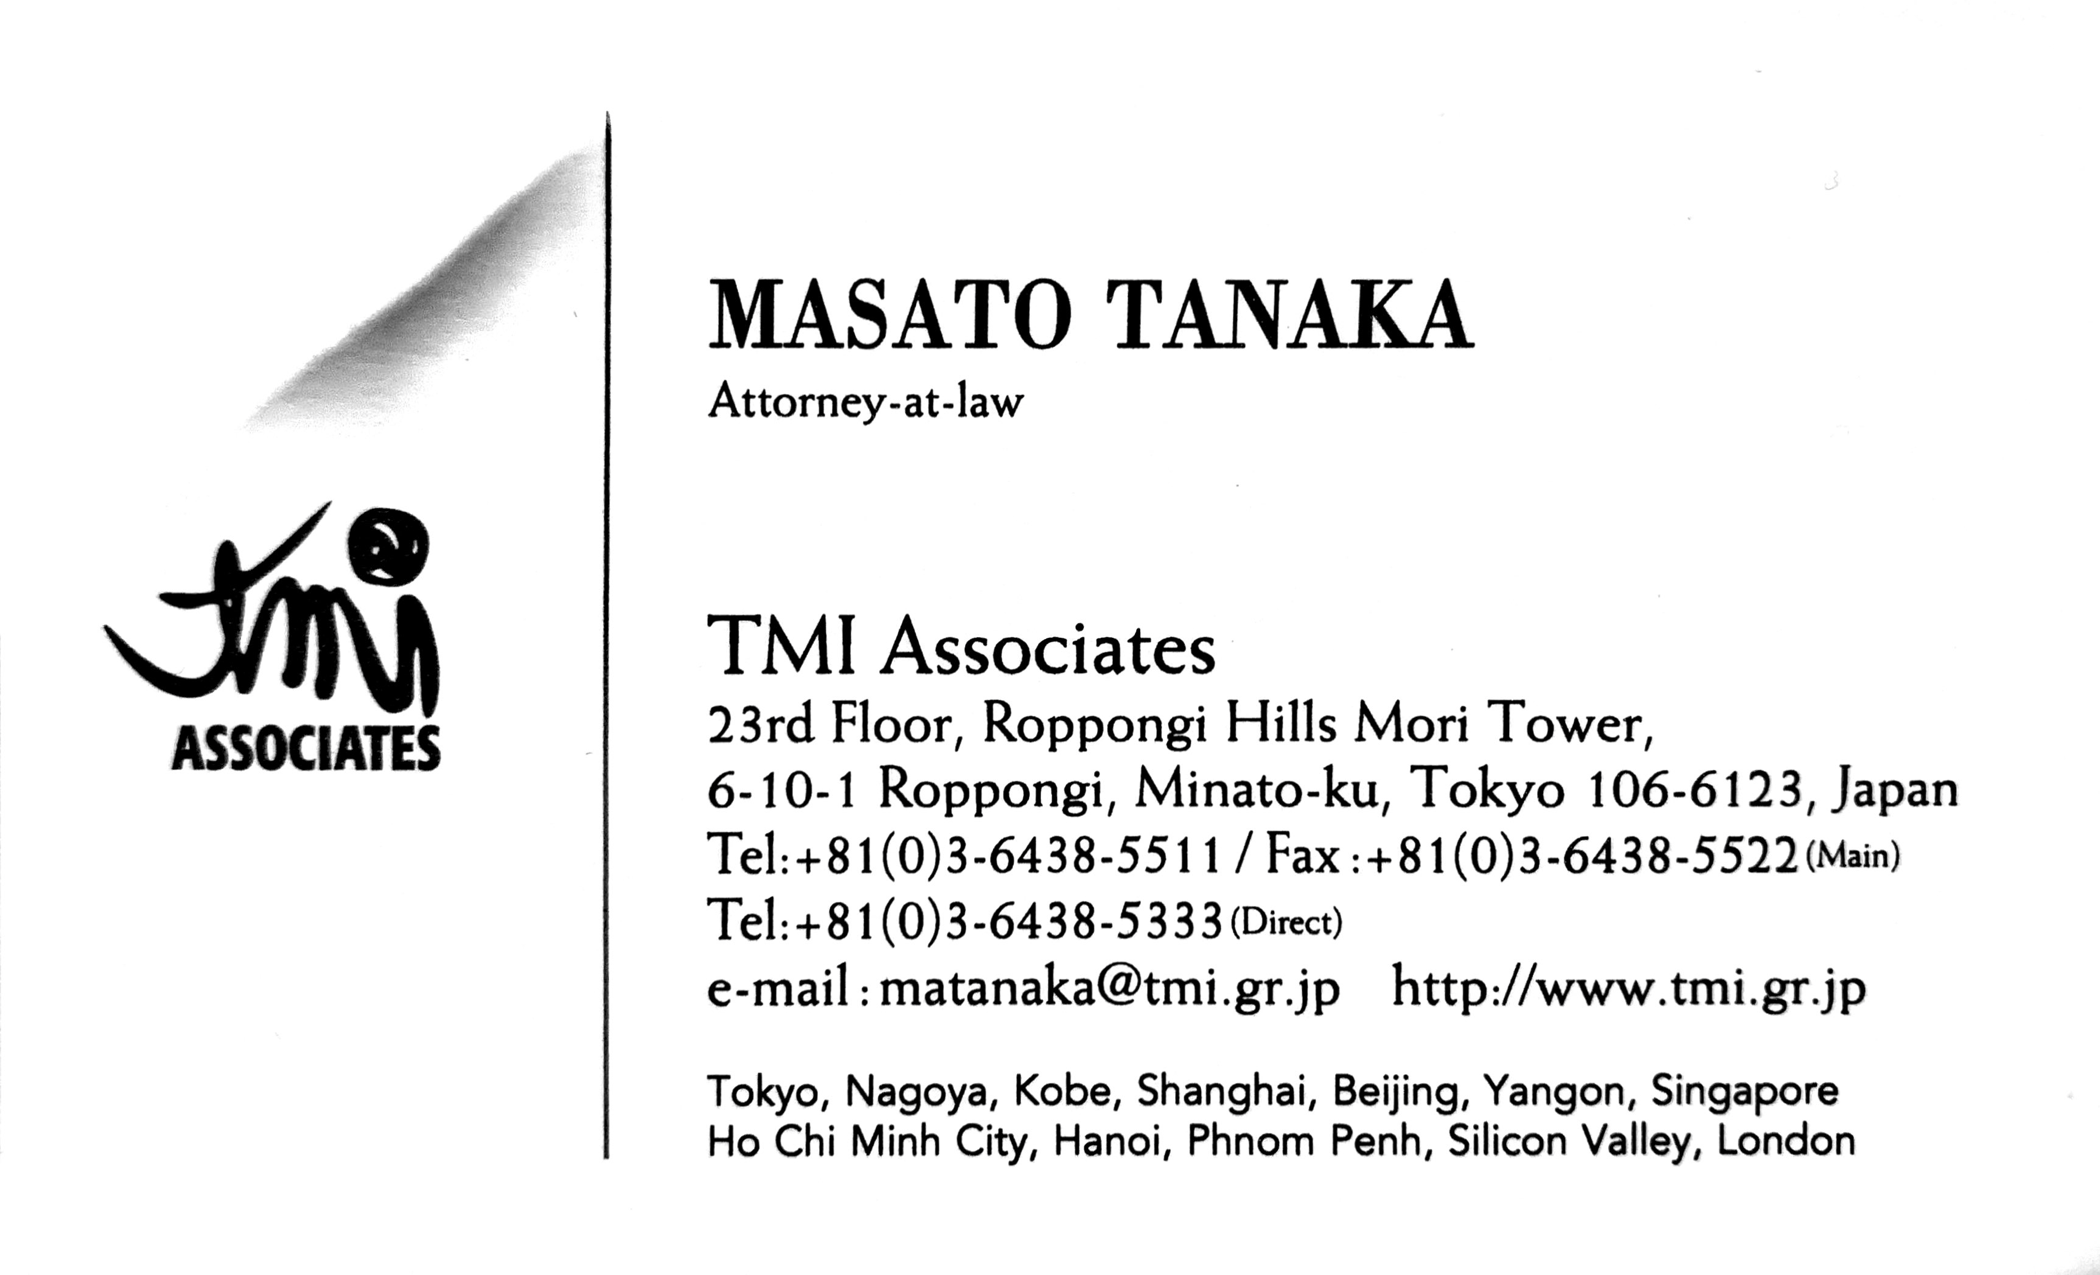 MASATO TANAKA
Attorney-at-law
tmi
ASSOCIATES
TMI Associates
23rd Floor, Roppongi Hills Mori Tower,
6-10-1 Roppongi, Minato-ku, Tokyo 106-6123, Japan
Tel:+81(0)3-6438-5511 / Fax:+81(0)3-6438-5522(Main)
Tel:+81(0)3-6438-5333(Direct)
e-mail:matanaka@tmi.gr.jp http://www.tmi.gr.jp
Tokyo, Nagoya, Kobe, Shanghai, Beijing, Yangon, Singapore
Ho Chi Minh City, Hanoi, Phnom Penh, Silicon Valley, London